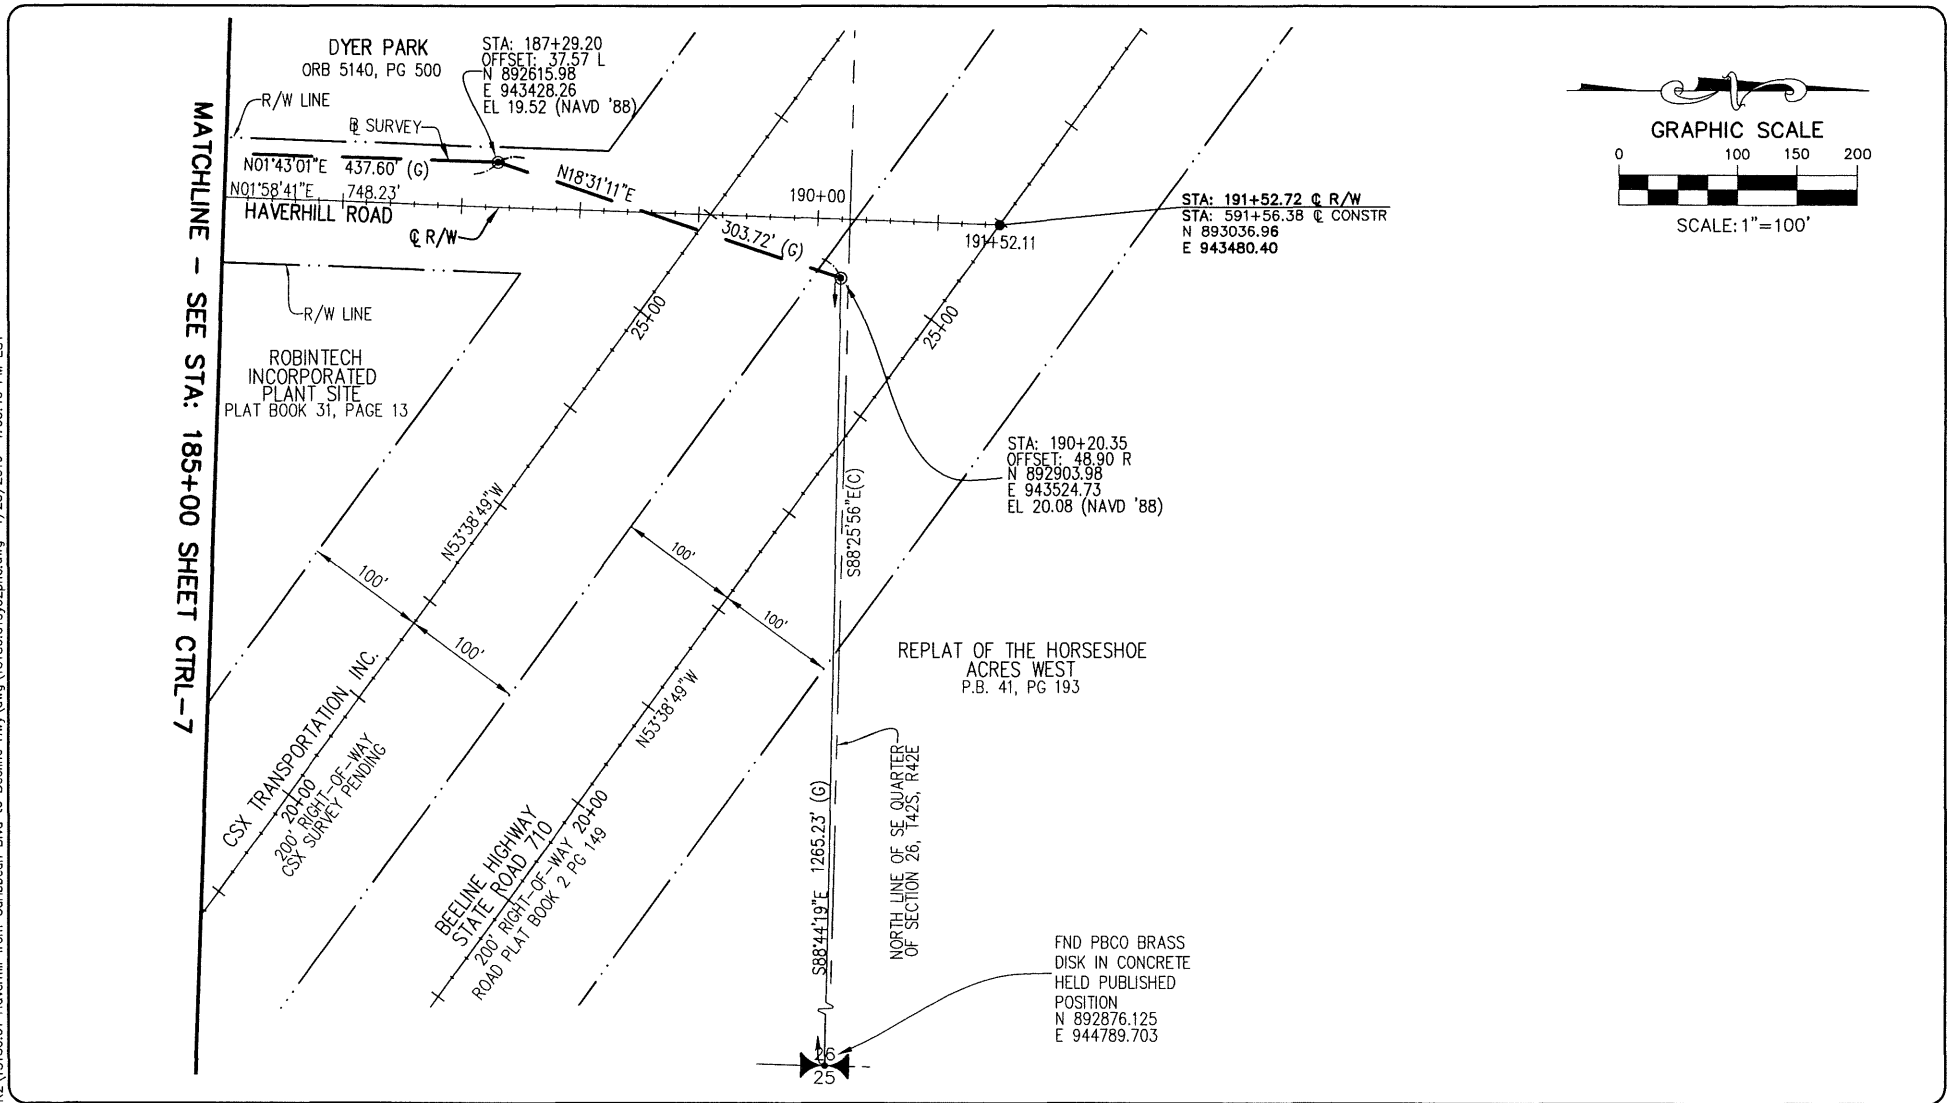 DYER PARK
ORB 5140, PG 500
STA: 187+29.20
OFFSET: 37.57 L
N 892615.98
E 943428.26
EL 19.52 (NAVD '88)
R/W LINE
B SURVEY
N01°43'01"E 437.60' (G)
N01°58'41"E 748.23'
HAVERHILL ROAD
C R/W
N18°31'11"E
303.72' (G)
190+00
191+52.11
STA: 191+52.72 C R/W
STA: 591+56.38 C CONSTR
N 893036.96
E 943480.40
GRAPHIC SCALE
0 100 150 200
SCALE: 1"=100'
MATCHLINE - SEE STA: 185+00 SHEET CTRL-7
R/W LINE
ROBINTECH
INCORPORATED
PLANT SITE
PLAT BOOK 31, PAGE 13
25+00
25+00
STA: 190+20.35
OFFSET: 48.90 R
N 892903.98
E 943524.73
EL 20.08 (NAVD '88)
N53°38'49"W
S88°25'56"E(C)
100'
100'
100'
100'
N53°38'49"W
REPLAT OF THE HORSESHOE
ACRES WEST
P.B. 41, PG 193
CSX TRANSPORTATION, INC.
20+00
200' RIGHT-OF-WAY
CSX SURVEY PENDING
BEELINE HIGHWAY
STATE ROAD 710
20+00
200' RIGHT-OF-WAY
ROAD PLAT BOOK 2 PG 149
S88°44'19"E 1265.23' (G)
NORTH LINE OF SE QUARTER
OF SECTION 26, T42S, R42E
FND PBCO BRASS
DISK IN CONCRETE
HELD PUBLISHED
POSITION
N 892876.125
E 944789.703
26
25